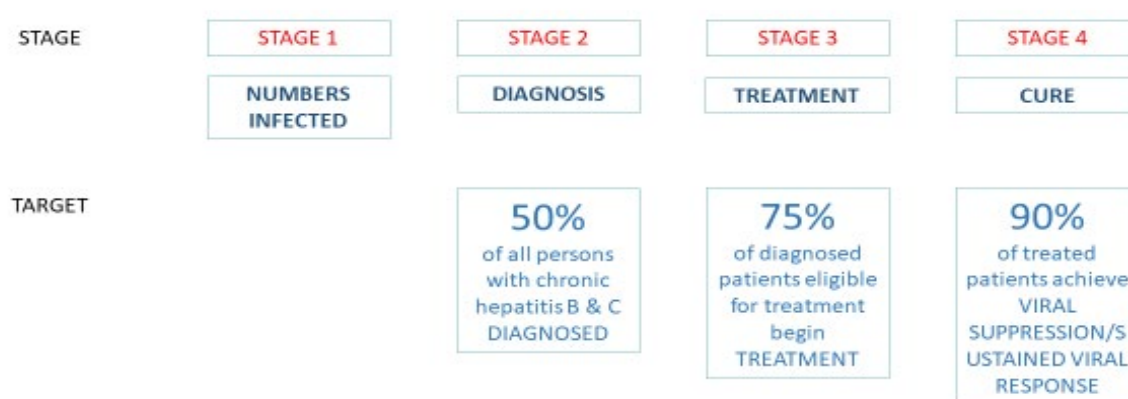 STAGE
STAGE 1
STAGE 2
STAGE 3
STAGE 4
NUMBERS
INFECTED
DIAGNOSIS
TREATMENT
CURE
TARGET
50%
of all persons
with chronic
hepatitis B & C
DIAGNOSED
75%
of diagnosed
patients eligible
for treatment
begin
TREATMENT
90%
of treated
patients achieve
VIRAL
SUPPRESSION/S
USTAINED VIRAL
RESPONSE